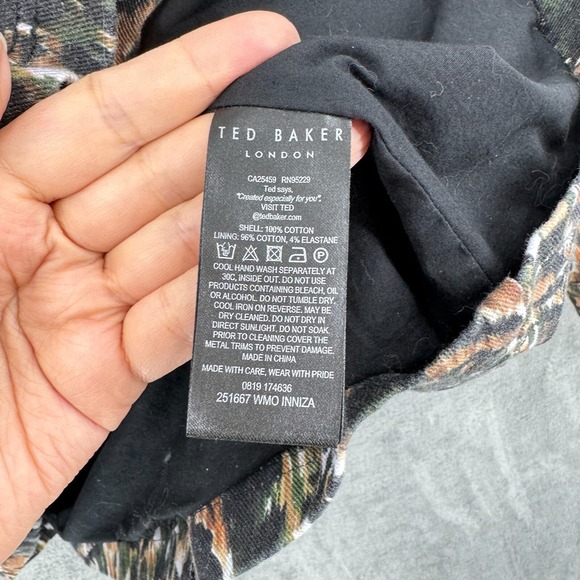 TED BAKER
LONDON
CA25459 RN95229
Ted says,
"Created especially for you".
VISIT TED
@tedbaker.com
SHELL: 100% COTTON
LINING: 96% COTTON, 4% ELASTANE
COOL HAND WASH SEPARATELY AT
30C, INSIDE OUT. DO NOT USE
PRODUCTS CONTAINING BLEACH, OIL
OR ALCOHOL. DO NOT TUMBLE DRY.
COOL IRON ON REVERSE. MAY BE
DRY CLEANED. DO NOT DRY IN
DIRECT SUNLIGHT. DO NOT SOAK.
PRIOR TO CLEANING COVER THE
METAL TRIMS TO PREVENT DAMAGE.
MADE IN CHINA
MADE WITH CARE, WEAR WITH PRIDE
0819 174636
251667 WMO INNIZA